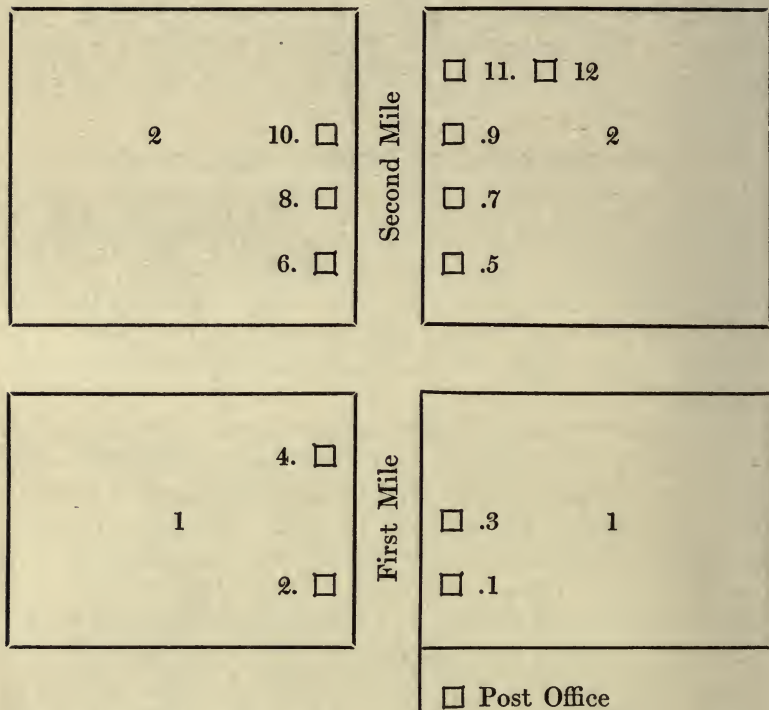 11. 12
2 10. Second Mile .9 2
8. .7
6. .5
4. First Mile
1 .3 1
2. .1
Post Office